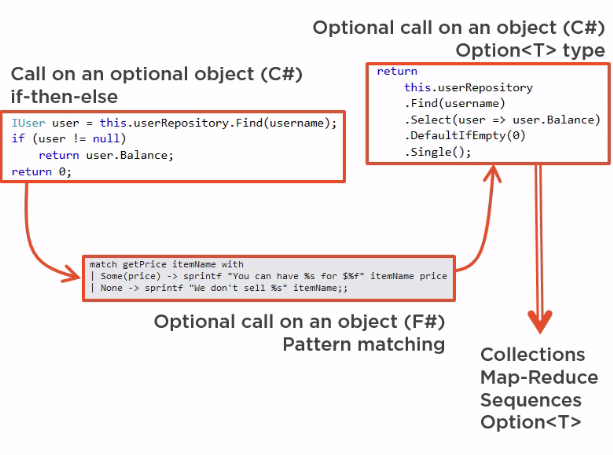 Optional call on an object (C#)
Option<T> type
return
this.userRepository
.Find(username)
.Select(user => user.Balance)
.DefaultIfEmpty(0)
.Single();
Call on an optional object (C#)
if-then-else
IUser user = this.userRepository.Find(username);
if (user != null)
return user.Balance;
return 0;
match getPrice itemName with
| Some(price) -> sprintf "You can have %s for $%f" itemName price
| None -> sprintf "We don't sell %s" itemName;;
Optional call on an object (F#)
Pattern matching
Collections
Map-Reduce
Sequences
Option<T>